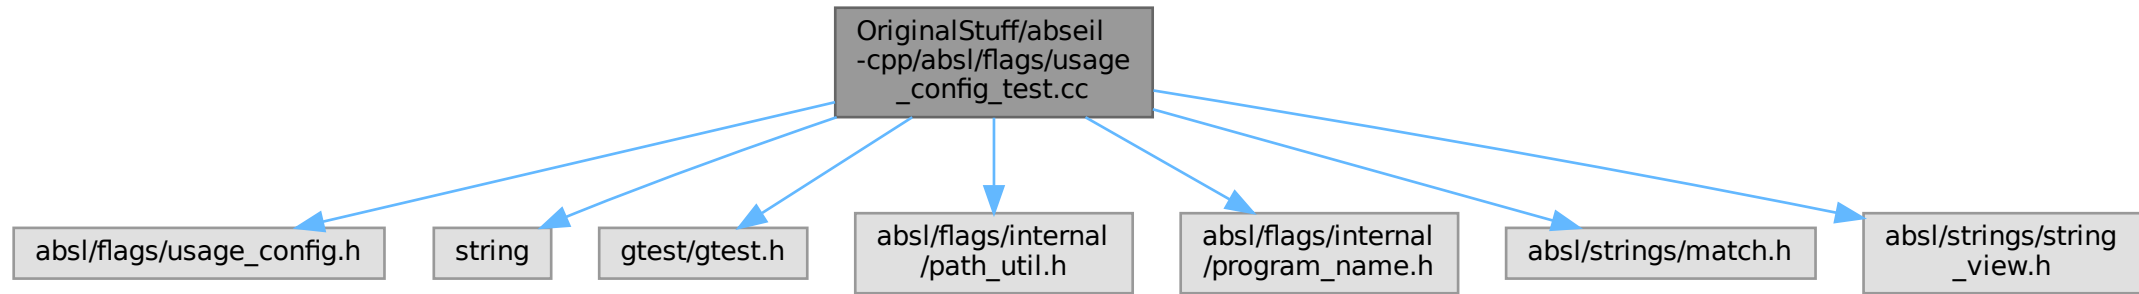 OriginalStuff/abseil
-cpp/absl/flags/usage
_config_test.cc
absl/flags/usage_config.h
string
gtest/gtest.h
absl/flags/internal
/path_util.h
absl/flags/internal
/program_name.h
absl/strings/match.h
absl/strings/string
_view.h